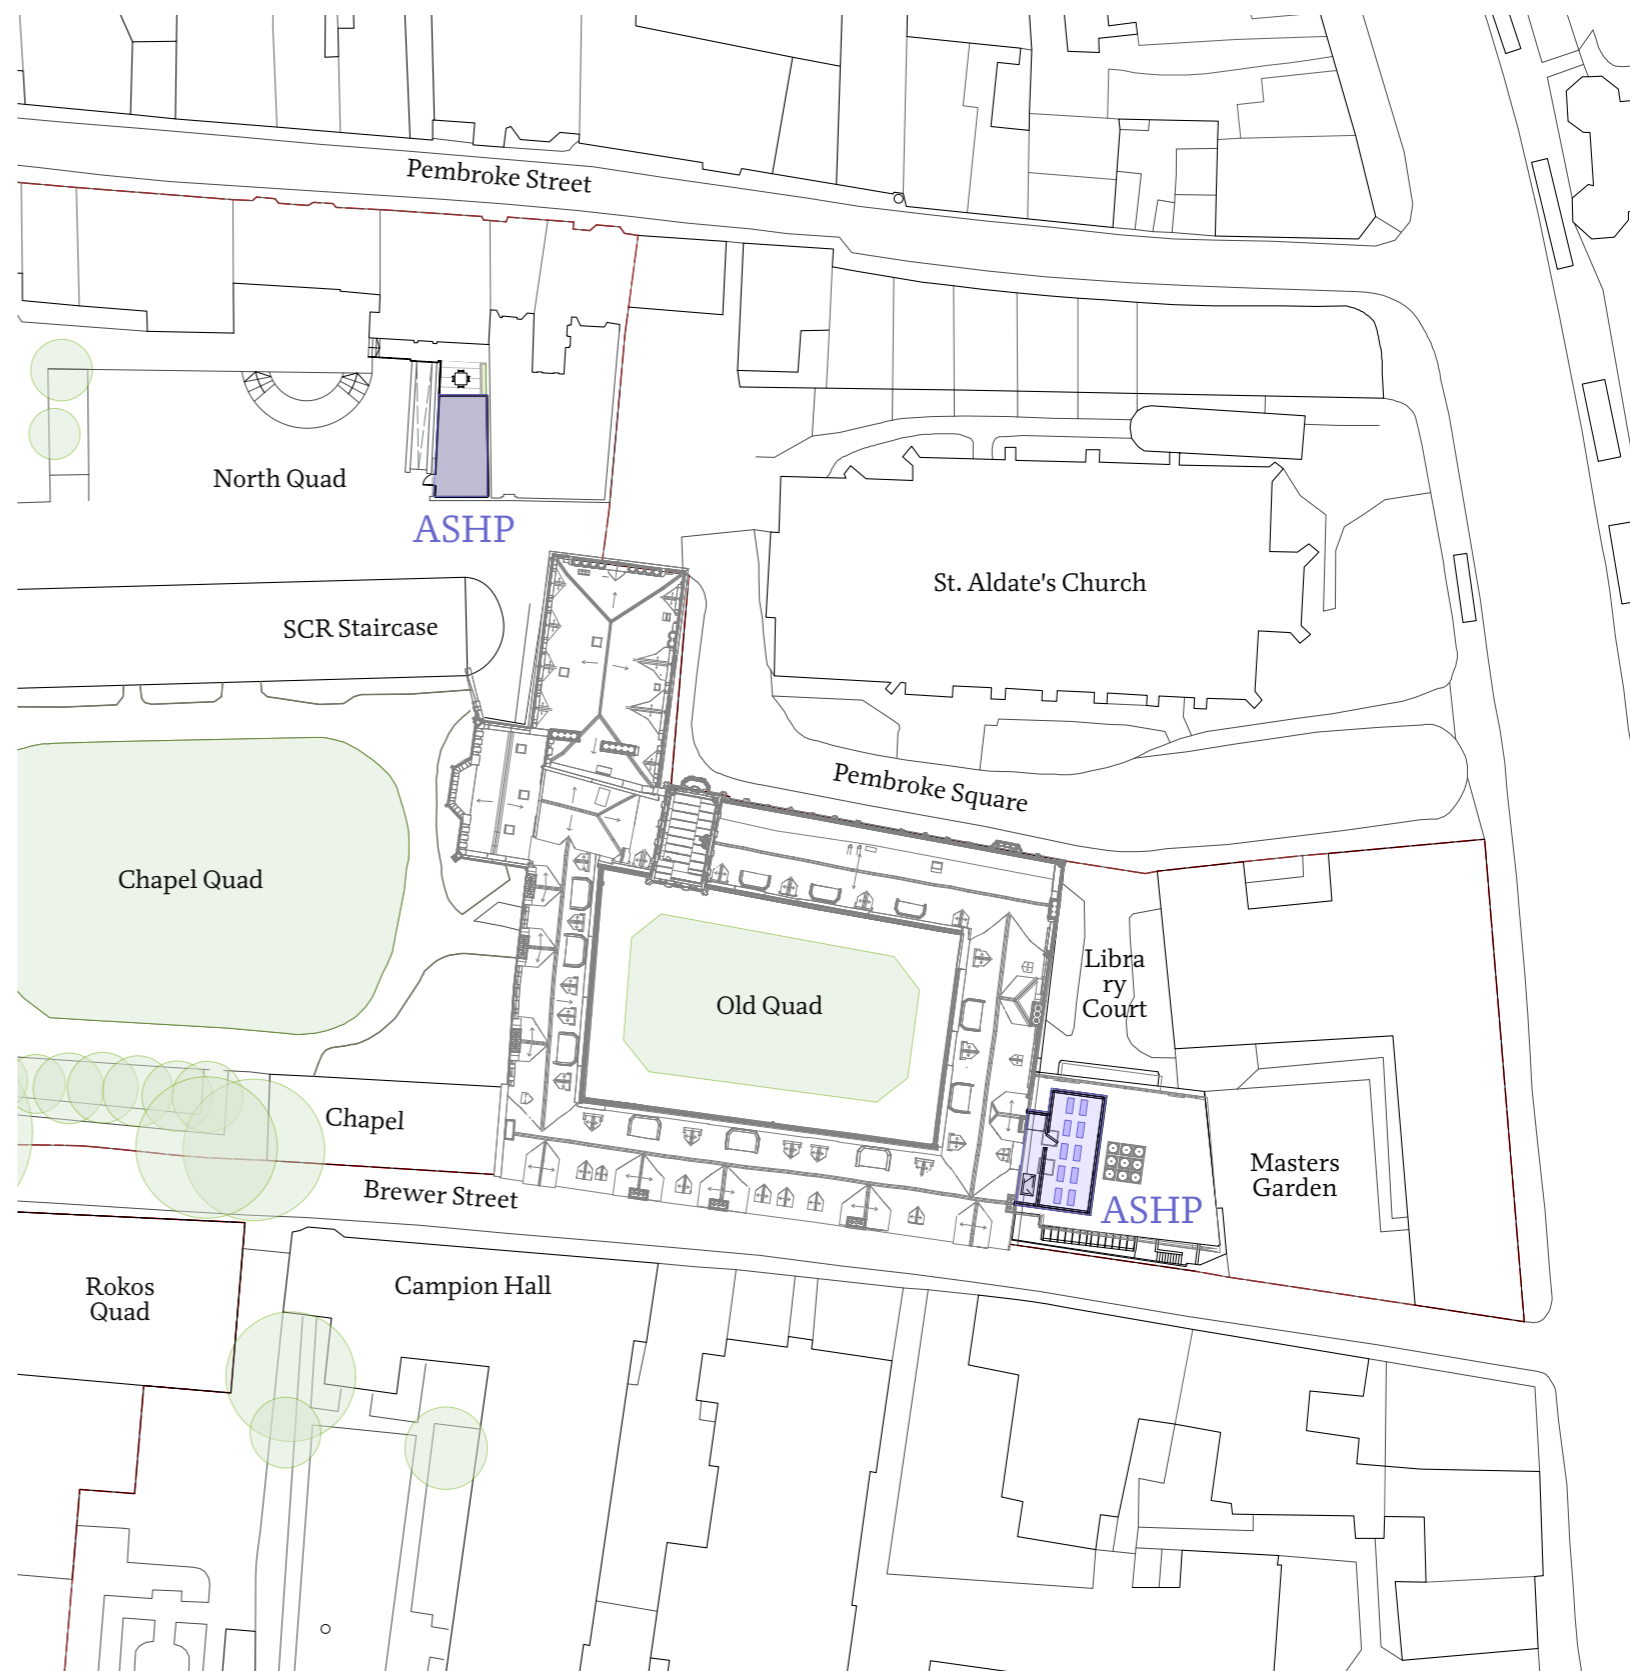 Pembroke Street
North Quad
ASHP
St. Aldate's Church
SCR Staircase
Pembroke Square
Chapel Quad
Libra
ry
Court
Old Quad
Chapel
Masters
Garden
Brewer Street
ASHP
Rokos
Quad
Campion Hall